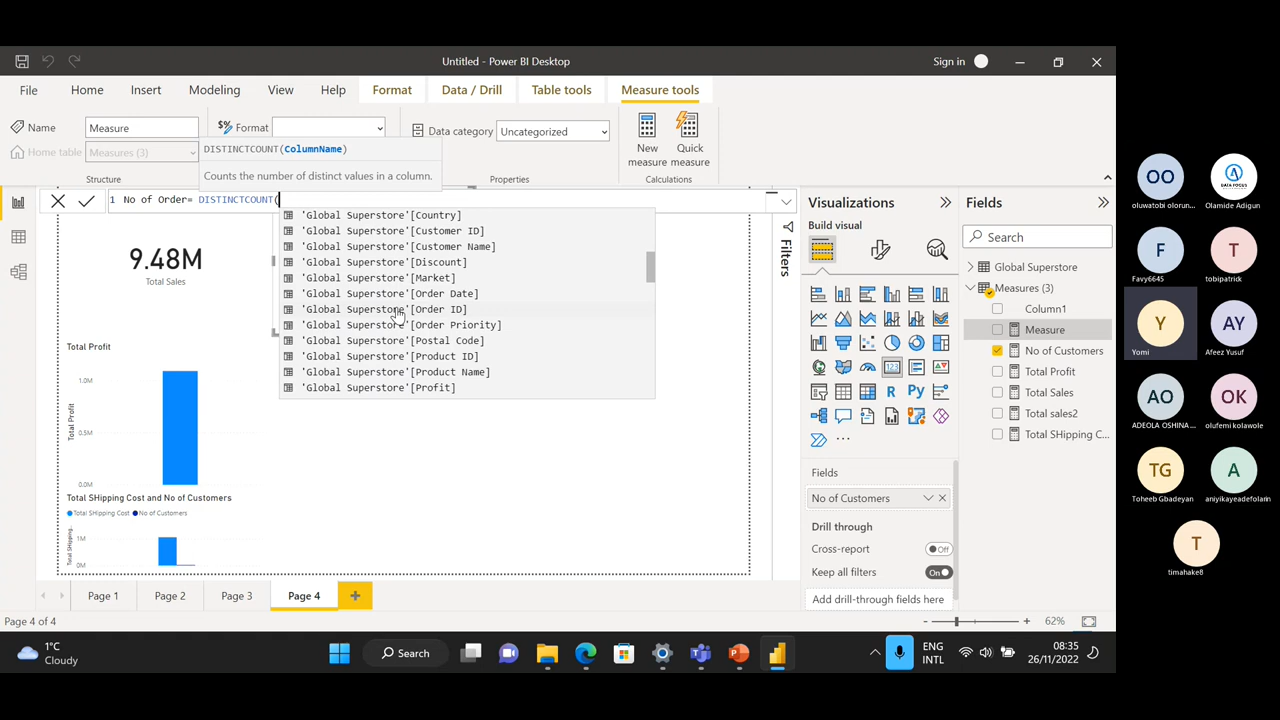 Untitled - Power BI Desktop
Sign in
File
Home
Insert
Modeling
View
Help
Format
Data / Drill
Table tools
Measure tools
Name
Measure
Format
Data category
Uncategorized
New measure
Quick measure
Home table
Measures (3)
DISTINCTCOUNT(ColumnName)
Counts the number of distinct values in a column.
Structure
Properties
Calculations
1 No of Order= DISTINCTCOUNT(
'Global Superstore'[Country]
'Global Superstore'[Customer ID]
'Global Superstore'[Customer Name]
'Global Superstore'[Discount]
'Global Superstore'[Market]
'Global Superstore'[Order Date]
'Global Superstore'[Order ID]
'Global Superstore'[Order Priority]
'Global Superstore'[Postal Code]
'Global Superstore'[Product ID]
'Global Superstore'[Product Name]
'Global Superstore'[Profit]
9.48M
Total Sales
Total Profit
1.0M
0.5M
0.0M
Total Profit
Total SHipping Cost and No of Customers
Total SHipping Cost
No of Customers
1M
0M
Total SHipping...
Filters
Visualizations
Build visual
R
Py
123
Fields
No of Customers
Drill through
Cross-report
Off
Keep all filters
On
Add drill-through fields here
Fields
Search
Global Superstore
Measures (3)
Column1
Measure
No of Customers
Total Profit
Total Sales
Total sales2
Total SHipping C...
Page 1
Page 2
Page 3
Page 4
Page 4 of 4
62%
1°C
Cloudy
Search
ENG
INTL
08:35
26/11/2022
OO
oluwatobi olorun...
DATA FOCUS
Olamide Adigun
F
Favy6645
T
tobipatrick
Y
Yomi
AY
Afeez Yusuf
AO
ADEOLA OSHINA ...
OK
olufemi kolawole
TG
Toheeb Gbadeyan
A
aniyikayeadefolarin
T
timahake8